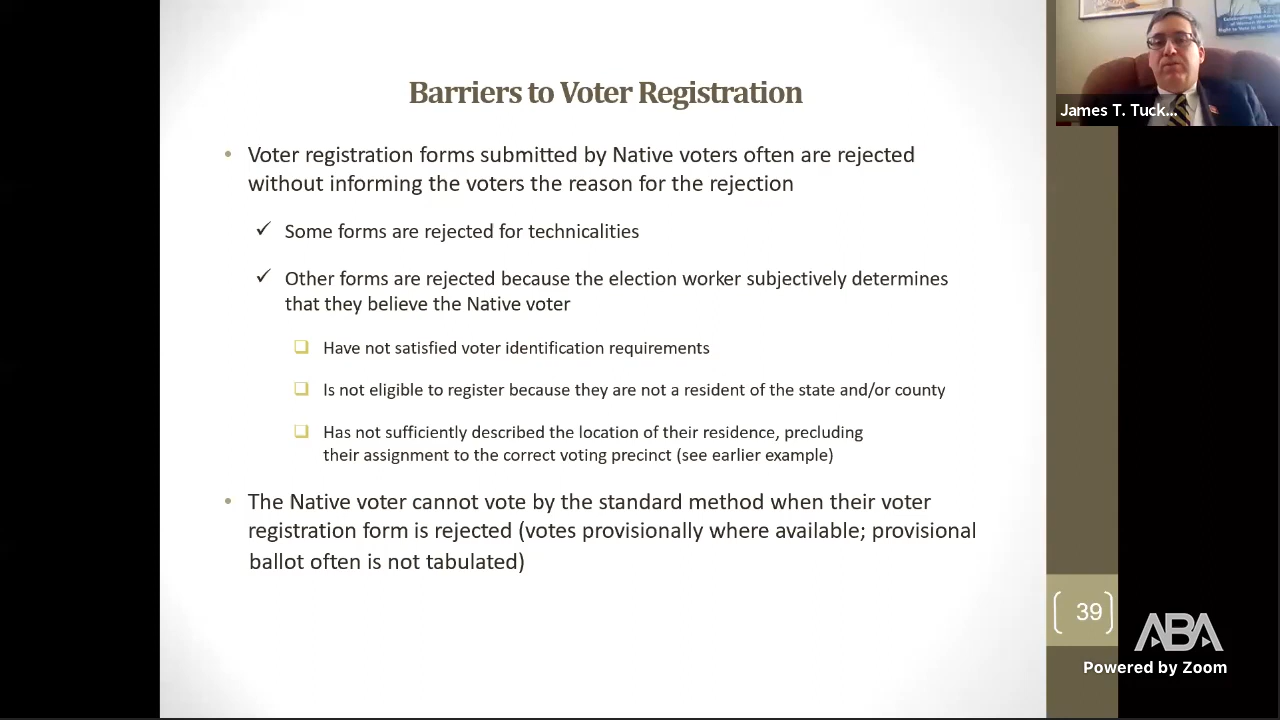 Barriers to Voter Registration
James T. Tuck...
• Voter registration forms submitted by Native voters often are rejected
without informing the voters the reason for the rejection
✓ Some forms are rejected for technicalities
✓ Other forms are rejected because the election worker subjectively determines
that they believe the Native voter
❑ Have not satisfied voter identification requirements
❑ Is not eligible to register because they are not a resident of the state and/or county
❑ Has not sufficiently described the location of their residence, precluding
their assignment to the correct voting precinct (see earlier example)
• The Native voter cannot vote by the standard method when their voter
registration form is rejected (votes provisionally where available; provisional
ballot often is not tabulated)
39
ABA
Powered by Zoom